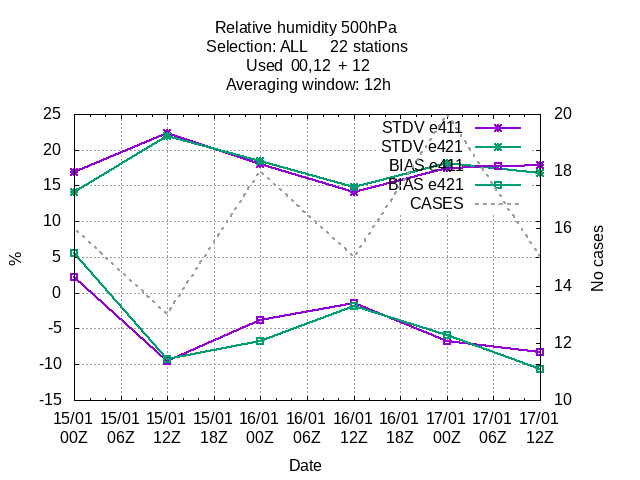 Relative humidity 500hPa
Selection: ALL 22 stations
Used 00,12 + 12
Averaging window: 12h
25
20
15
10
5
0
-5
-10
-15
%
STDV e411
STDV e421
BIAS e411
BIAS e421
CASES
20
18
16
14
12
10
No cases
15/01 15/01 15/01 15/01 16/01 16/01 16/01 16/01 17/01 17/01 17/01
00Z 06Z 12Z 18Z 00Z 06Z 12Z 18Z 00Z 06Z 12Z
Date